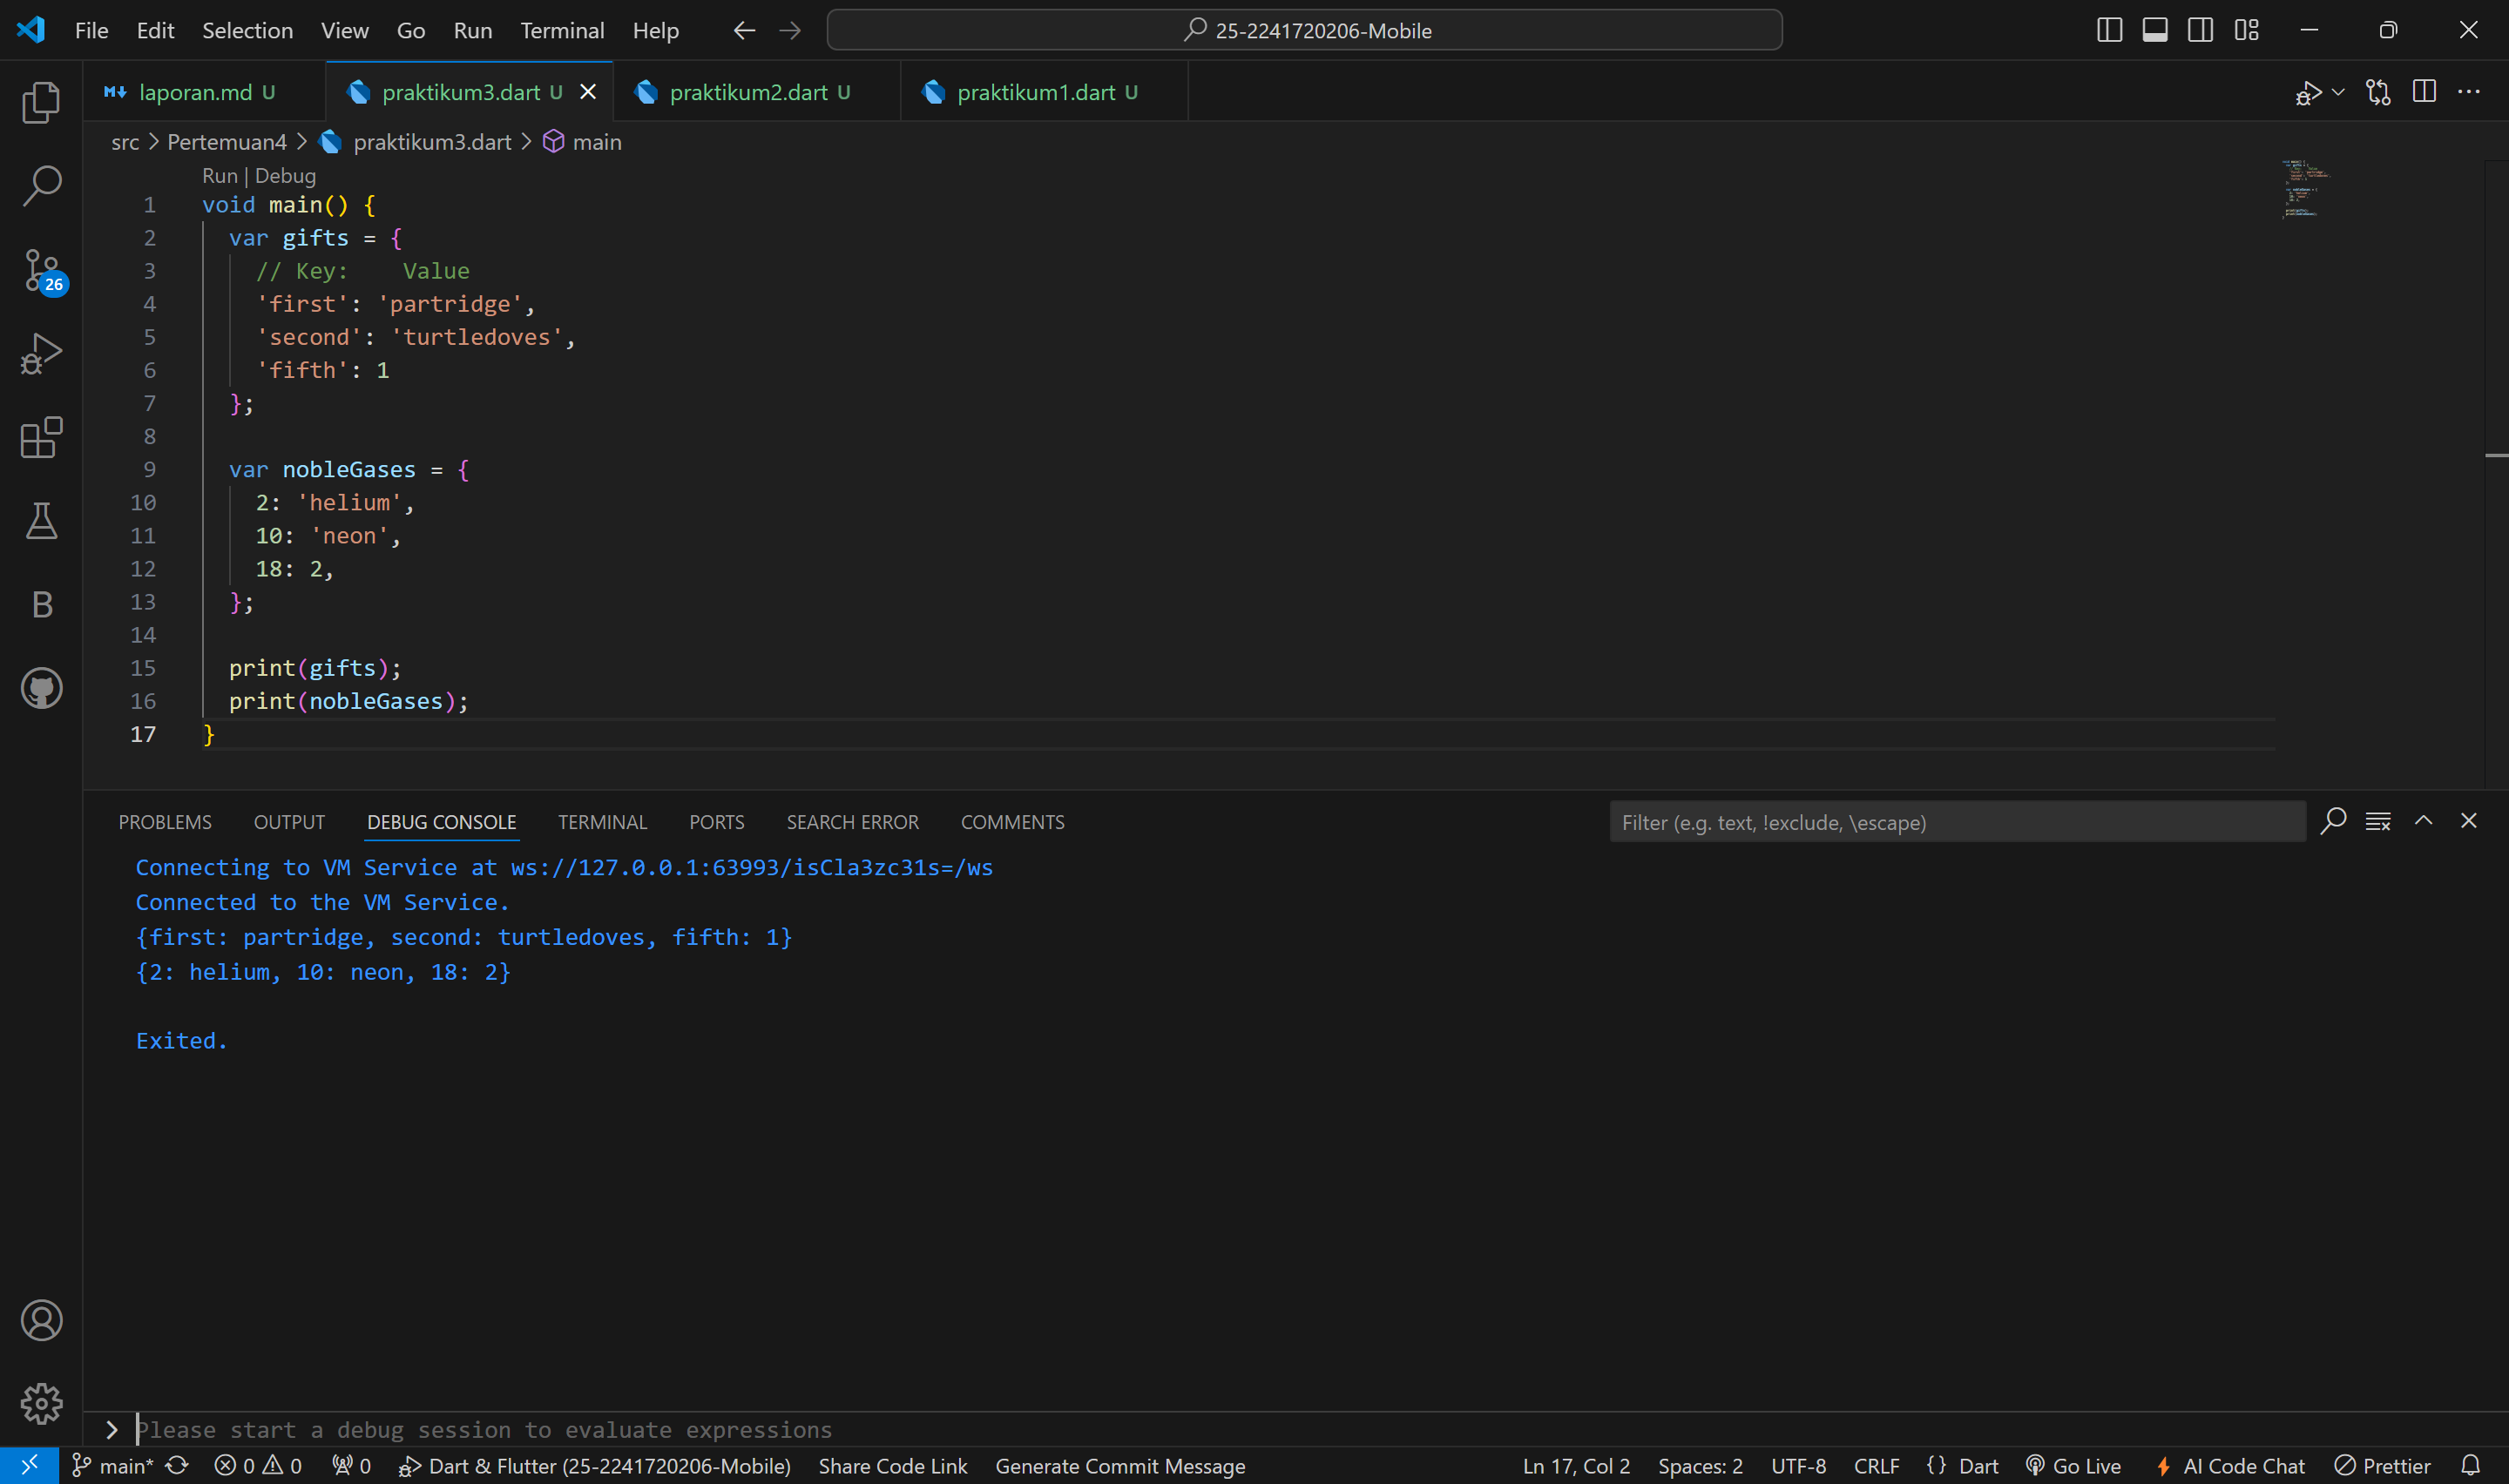 File Edit Selection View Go Run Terminal Help 25-2241720206-Mobile
laporan.md U praktikum3.dart U praktikum2.dart U praktikum1.dart U
src > Pertemuan4 > praktikum3.dart > main
Run | Debug
1 void main() {
2 var gifts = {
3 // Key:    Value
4 'first': 'partridge',
5 'second': 'turtledoves',
6 'fifth': 1
7 };
8
9 var nobleGases = {
10 2: 'helium',
11 10: 'neon',
12 18: 2,
13 };
14
15 print(gifts);
16 print(nobleGases);
17 }
26
B
PROBLEMS OUTPUT DEBUG CONSOLE TERMINAL PORTS SEARCH ERROR COMMENTS Filter (e.g. text, !exclude, \escape)
Connecting to VM Service at ws://127.0.0.1:63993/isCla3zc31s=/ws
Connected to the VM Service.
{first: partridge, second: turtledoves, fifth: 1}
{2: helium, 10: neon, 18: 2}
Exited.
Please start a debug session to evaluate expressions
main* 0 0 0 Dart & Flutter (25-2241720206-Mobile) Share Code Link Generate Commit Message Ln 17, Col 2 Spaces: 2 UTF-8 CRLF {} Dart Go Live AI Code Chat Prettier